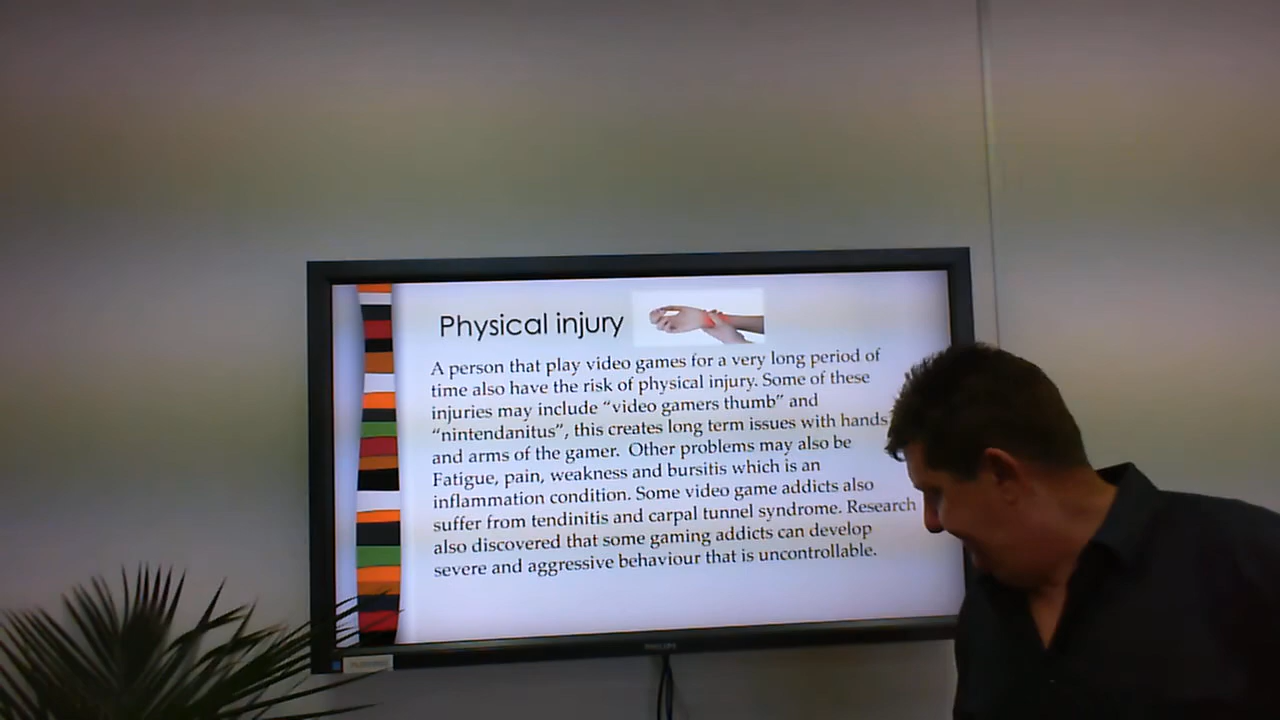 Physical injury
A person that play video games for a very long period of
time also have the risk of physical injury. Some of these
injuries may include “video gamers thumb” and
“nintendanitus”, this creates long term issues with hands
and arms of the gamer. Other problems may also be
Fatigue, pain, weakness and bursitis which is an
inflammation condition. Some video game addicts also
suffer from tendinitis and carpal tunnel syndrome. Research
also discovered that some gaming addicts can develop
severe and aggressive behaviour that is uncontrollable.
PHILIPS